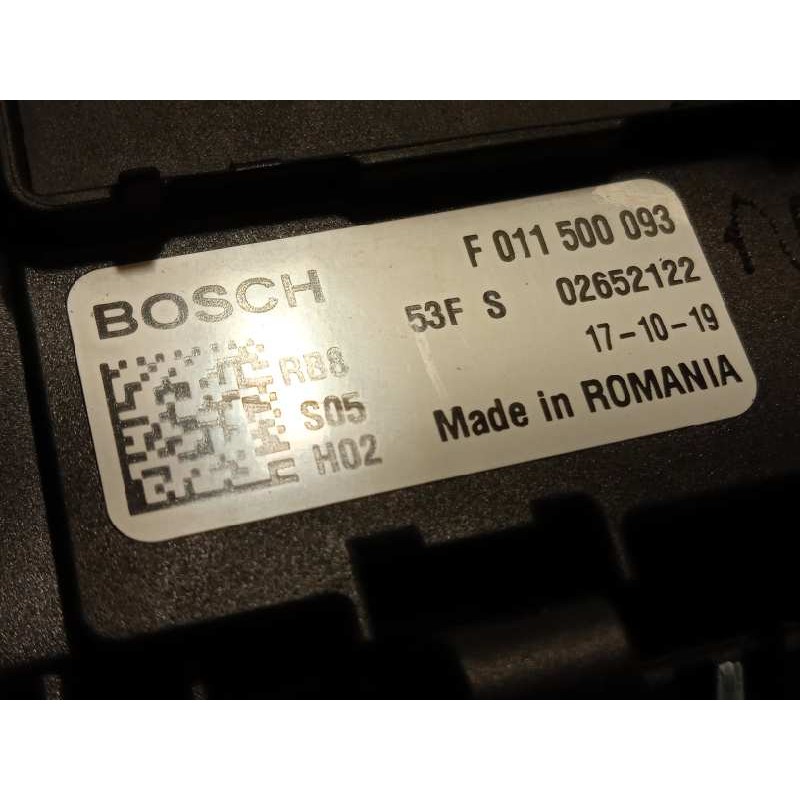 BOSCH
F 011 500 093
53F S 02652122
17-10-19
RB8
S05
H02
Made in ROMANIA